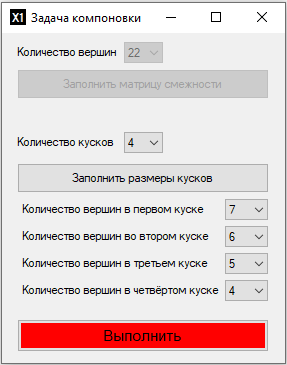 X1 Задача компоновки
Количество вершин 22
Заполнить матрицу смежности
Количество кусков 4
Заполнить размеры кусков
Количество вершин в первом куске 7
Количество вершин во втором куске 6
Количество вершин в третьем куске 5
Количество вершин в четвёртом куске 4
Выполнить